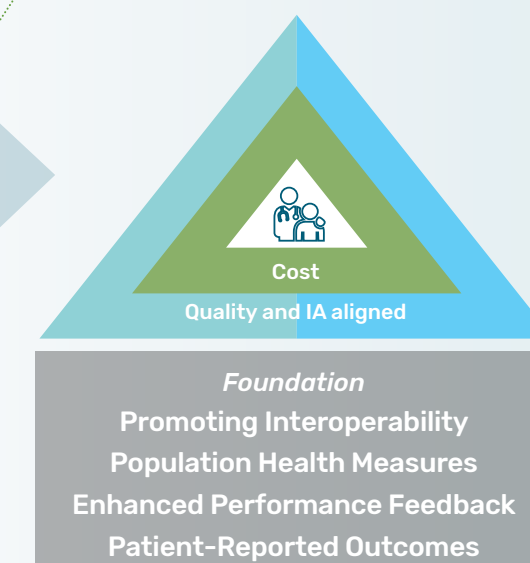 Cost
Quality and IA aligned
Foundation
Promoting Interoperability
Population Health Measures
Enhanced Performance Feedback
Patient-Reported Outcomes